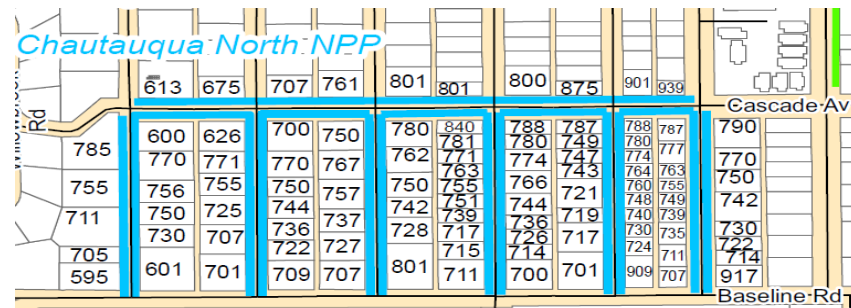 Chautauqua North NPP
613 675 707 761 801 801 800 875 901 939
Cascade Av
Rd
785 755 711 705 595
600 770 756 750 730 601
626 771 755 725 707 701
700 770 750 744 736 722 709
750 767 757 737 727 707
780 762 750 742 728 801
840 781 771 763 755 751 739 717 715 711
788 780 774 766 744 736 726 714 700
787 749 747 743 721 719 717 701
788 780 774 764 760 748 740 730 724 909
787 777 763 755 749 739 735 711 707
790 770 750 742 730 722 714 917
Baseline Rd